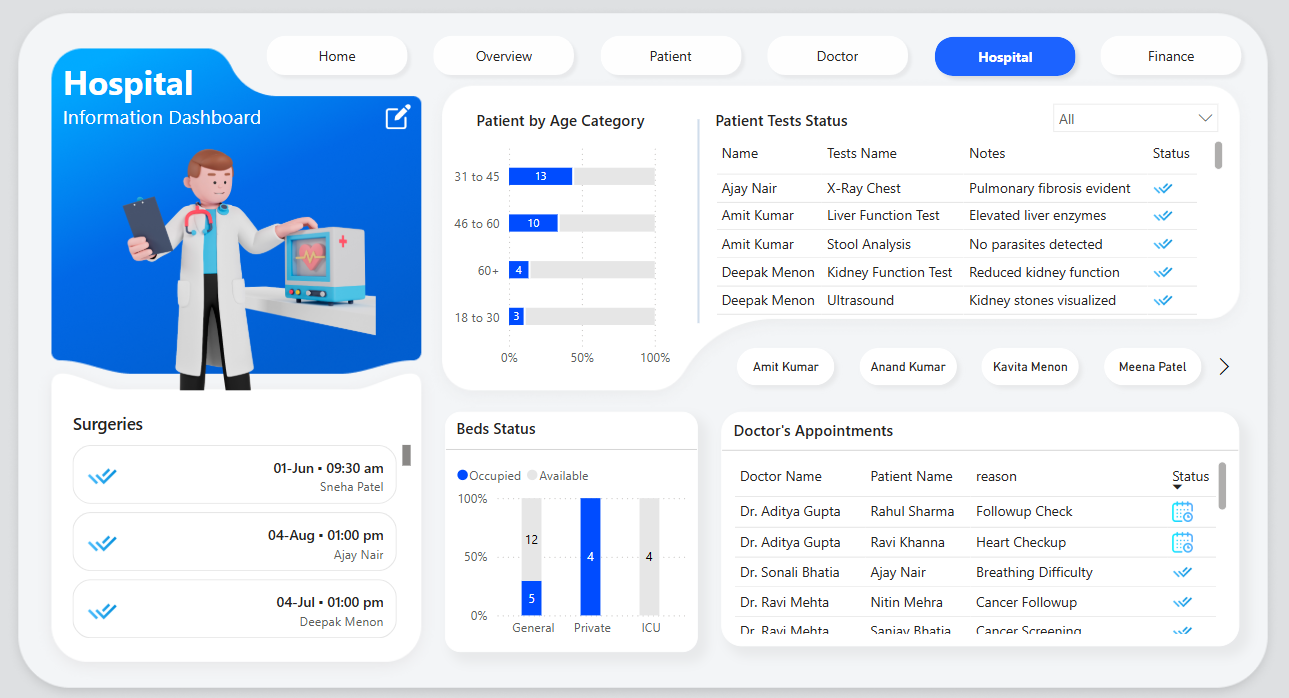 Home Overview Patient Doctor Hospital Finance
Hospital
Information Dashboard
Patient by Age Category
31 to 45 13
46 to 60 10
60+ 4
18 to 30 3
0% 50% 100%
Patient Tests Status All
Name Tests Name Notes Status
Ajay Nair X-Ray Chest Pulmonary fibrosis evident
Amit Kumar Liver Function Test Elevated liver enzymes
Amit Kumar Stool Analysis No parasites detected
Deepak Menon Kidney Function Test Reduced kidney function
Deepak Menon Ultrasound Kidney stones visualized
Amit Kumar Anand Kumar Kavita Menon Meena Patel
Surgeries
01-Jun • 09:30 am
Sneha Patel
04-Aug • 01:00 pm
Ajay Nair
04-Jul • 01:00 pm
Deepak Menon
Beds Status
Occupied Available
100%
12
50% 4 4
5
0%
General Private ICU
Doctor's Appointments
Doctor Name Patient Name reason Status
Dr. Aditya Gupta Rahul Sharma Followup Check
Dr. Aditya Gupta Ravi Khanna Heart Checkup
Dr. Sonali Bhatia Ajay Nair Breathing Difficulty
Dr. Ravi Mehta Nitin Mehra Cancer Followup
Dr. Ravi Mehta Sanjay Bhatia Cancer Screening